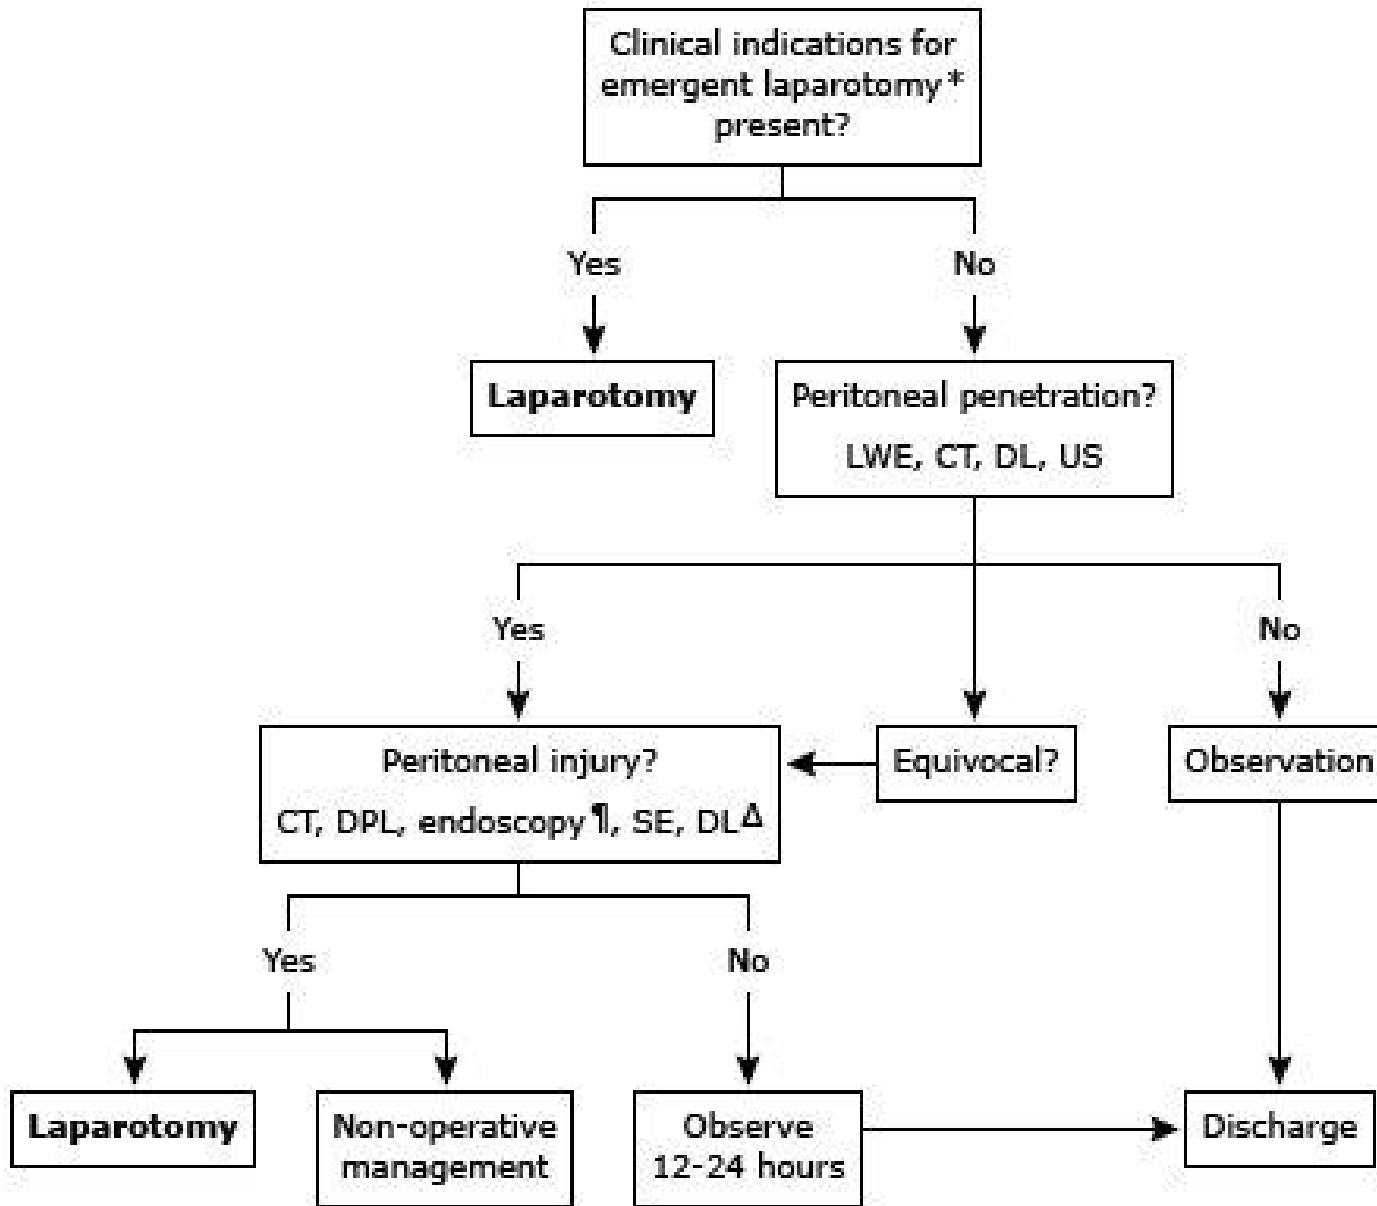 Clinical indications for
emergent laparotomy*
present?
Yes
No
Laparotomy
Peritoneal penetration?
LWE, CT, DL, US
Yes
No
Peritoneal injury?
CT, DPL, endoscopy¶, SE, DLΔ
Equivocal?
Observation
Yes
No
Laparotomy
Non-operative
management
Observe
12-24 hours
Discharge